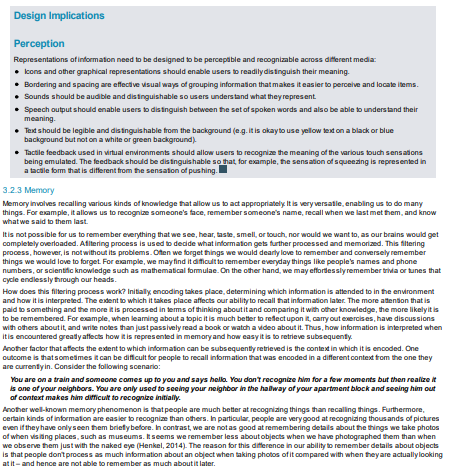 Design Implications
Perception
Representations of information need to be designed to be perceptible and recognizable across different media:
● Icons and other graphical representations should enable users to readily distinguish their meaning.
● Bordering and spacing are effective visual ways of grouping information that makes it easier to perceive and locate items.
● Sounds should be audible and distinguishable so users understand what they represent.
● Speech output should enable users to distinguish between the set of spoken words and also be able to understand their
meaning.
● Text should be legible and distinguishable from the background (e.g. it is okay to use yellow text on a black or blue
background but not on a white or green background).
● Tactile feedback used in virtual environments should allow users to recognize the meaning of the various touch sensations
being emulated. The feedback should be distinguishable so that, for example, the sensation of squeezing is represented in
a tactile form that is different from the sensation of pushing.
3.2.3 Memory
Memory involves recalling various kinds of knowledge that allow us to act appropriately. It is very versatile, enabling us to do many
things. For example, it allows us to recognize someone's face, remember someone's name, recall when we last met them, and know
what we said to them last.
It is not possible for us to remember everything that we see, hear, taste, smell, or touch, nor would we want to, as our brains would get
completely overloaded. A filtering process is used to decide what information gets further processed and memorized. This filtering
process, however, is not without its problems. Often we forget things we would dearly love to remember and conversely remember
things we would love to forget. For example, we may find it difficult to remember everyday things like people's names and phone
numbers, or scientific knowledge such as mathematical formulae. On the other hand, we may effortlessly remember trivia or tunes that
cycle endlessly through our heads.
How does this filtering process work? Initially, encoding takes place, determining which information is attended to in the environment
and how it is interpreted. The extent to which it takes place affects our ability to recall that information later. The more attention that is
paid to something and the more it is processed in terms of thinking about it and comparing it with other knowledge, the more likely it is
to be remembered. For example, when learning about a topic it is much better to reflect upon it, carry out exercises, have discussions
with others about it, and write notes than just passively read a book or watch a video about it. Thus, how information is interpreted when
it is encountered greatly affects how it is represented in memory and how easy it is to retrieve subsequently.
Another factor that affects the extent to which information can be subsequently retrieved is the context in which it is encoded. One
outcome is that sometimes it can be difficult for people to recall information that was encoded in a different context from the one they
are currently in. Consider the following scenario:
You are on a train and someone comes up to you and says hello. You don't recognize him for a few moments but then realize it
is one of your neighbors. You are only used to seeing your neighbor in the hallway of your apartment block and seeing him out
of context makes him difficult to recognize initially.
Another well-known memory phenomenon is that people are much better at recognizing things than recalling things. Furthermore,
certain kinds of information are easier to recognize than others. In particular, people are very good at recognizing thousands of pictures
even if they have only seen them briefly before. In contrast, we are not as good at remembering details about the things we take photos
of when visiting places, such as museums. It seems we remember less about objects when we have photographed them than when
we observe them just with the naked eye (Henkel, 2014). The reason for this difference in our ability to remember details about objects
is that people don't process as much information about an object when taking photos of it compared with when they are actually looking
at it – and hence are not able to remember as much about it later.